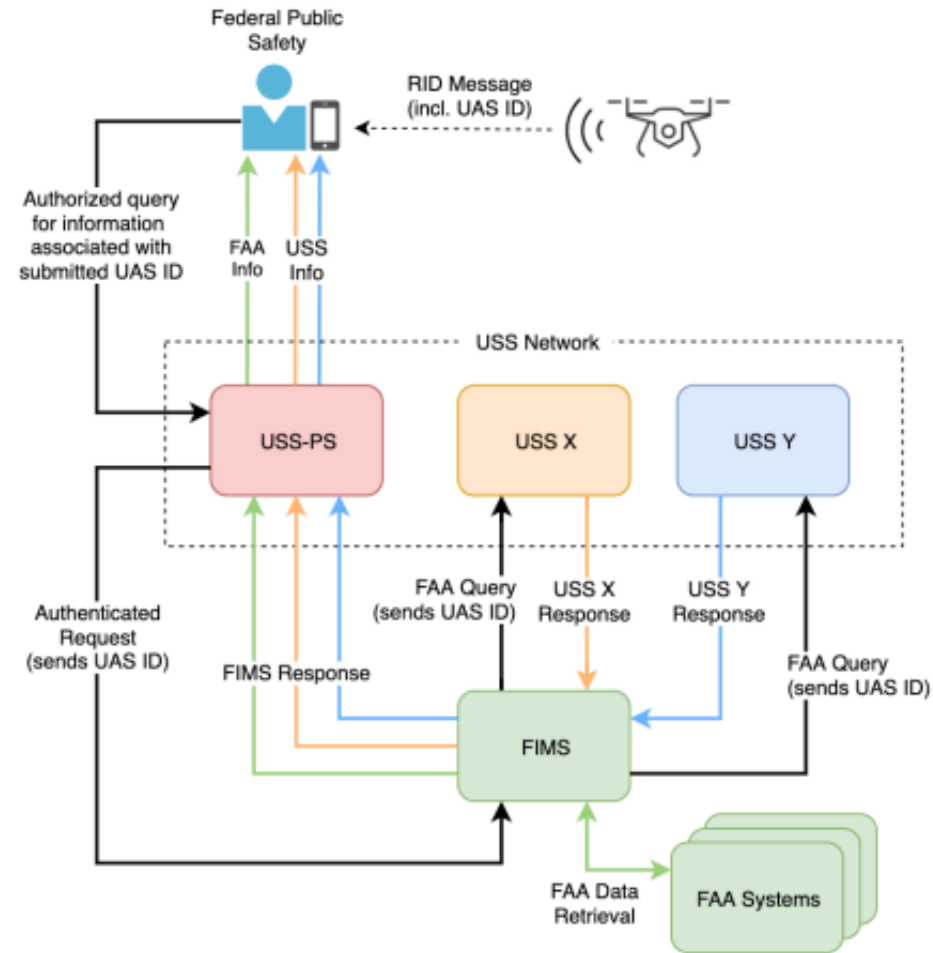 Federal Public
Safety
RID Message
(incl. UAS ID)
Authorized query
for information
associated with
submitted UAS ID
FAA
Info
USS
Info
USS Network
USS-PS
USS X
USS Y
Authenticated
Request
(sends UAS ID)
FIMS Response
FAA Query
(sends UAS ID)
USS X
Response
USS Y
Response
FAA Query
(sends UAS ID)
FIMS
FAA Data
Retrieval
FAA Systems